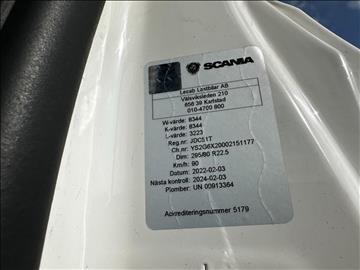 SCANIA
Lecab Lastbilar AB
Välsviksleden 210
656 39 Karlstad
010-4700 800
W-värde: 8344
K-värde: 8344
L-värde: 3223
Reg.nr: JDC51T
Ch.nr: YS2G6X20002151177
Dim: 295/80 R22.5
Km/h: 90
Datum: 2022-02-03
Nästa kontroll: 2024-02-03
Plomber: UN 00913364
Ackrediteringsnummer 5179